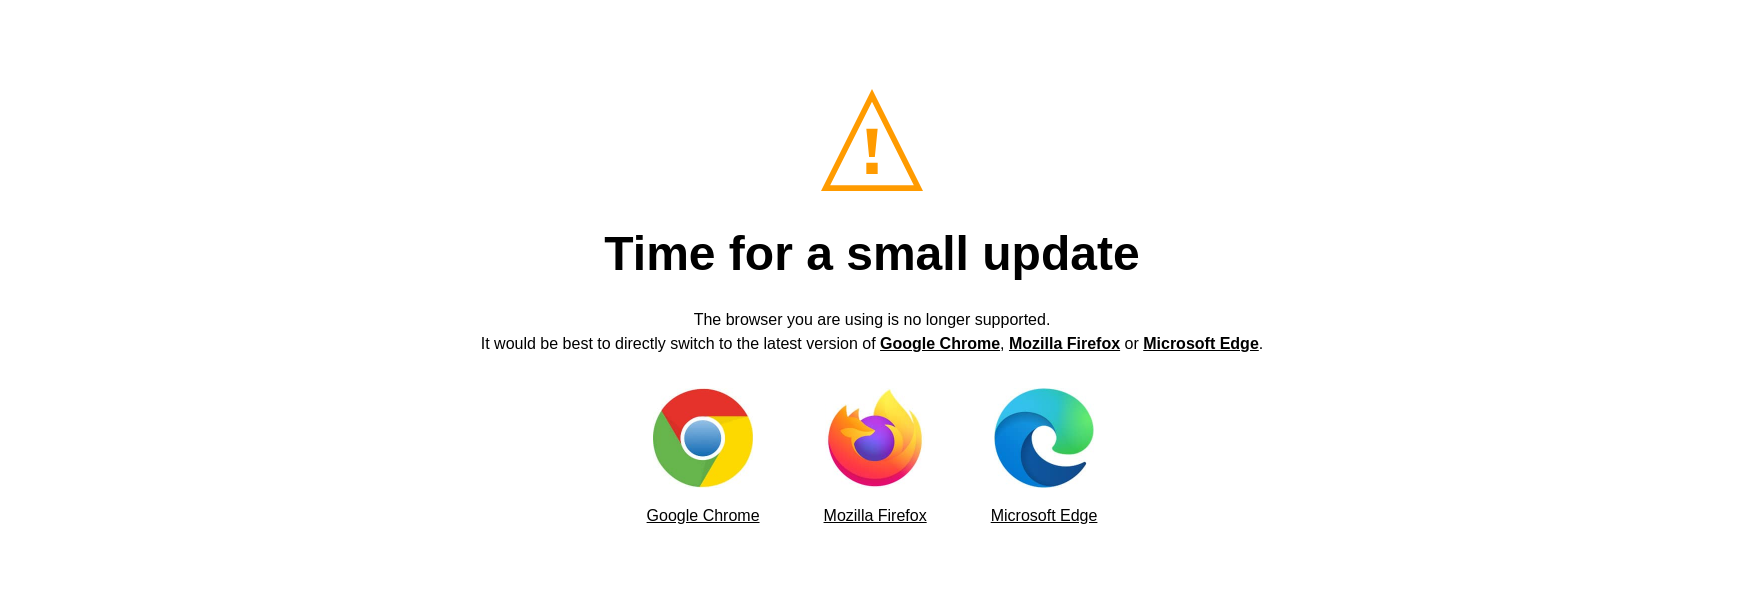 !
Time for a small update
The browser you are using is no longer supported.
It would be best to directly switch to the latest version of Google Chrome, Mozilla Firefox or Microsoft Edge.
Google Chrome
Mozilla Firefox
Microsoft Edge